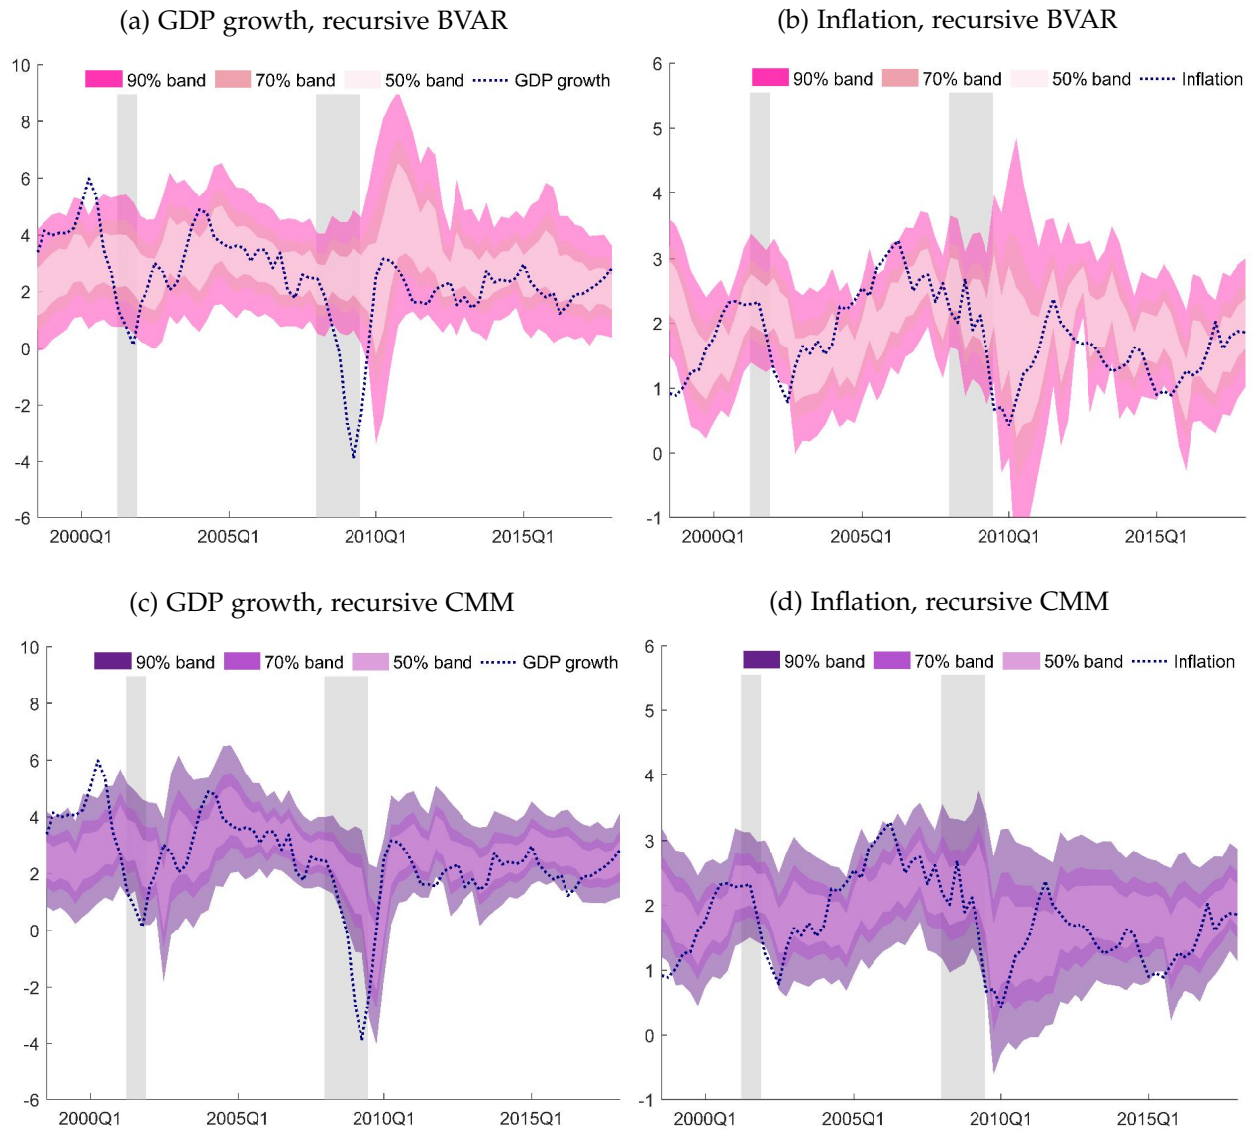 (a) GDP growth, recursive BVAR
10
8
6
4
2
0
-2
-4
-6
90% band 70% band 50% band GDP growth
2000Q1 2005Q1 2010Q1 2015Q1
(b) Inflation, recursive BVAR
6
5
4
3
2
1
0
-1
90% band 70% band 50% band Inflation
2000Q1 2005Q1 2010Q1 2015Q1
(c) GDP growth, recursive CMM
10
8
6
4
2
0
-2
-4
-6
90% band 70% band 50% band GDP growth
2000Q1 2005Q1 2010Q1 2015Q1
(d) Inflation, recursive CMM
6
5
4
3
2
1
0
-1
90% band 70% band 50% band Inflation
2000Q1 2005Q1 2010Q1 2015Q1